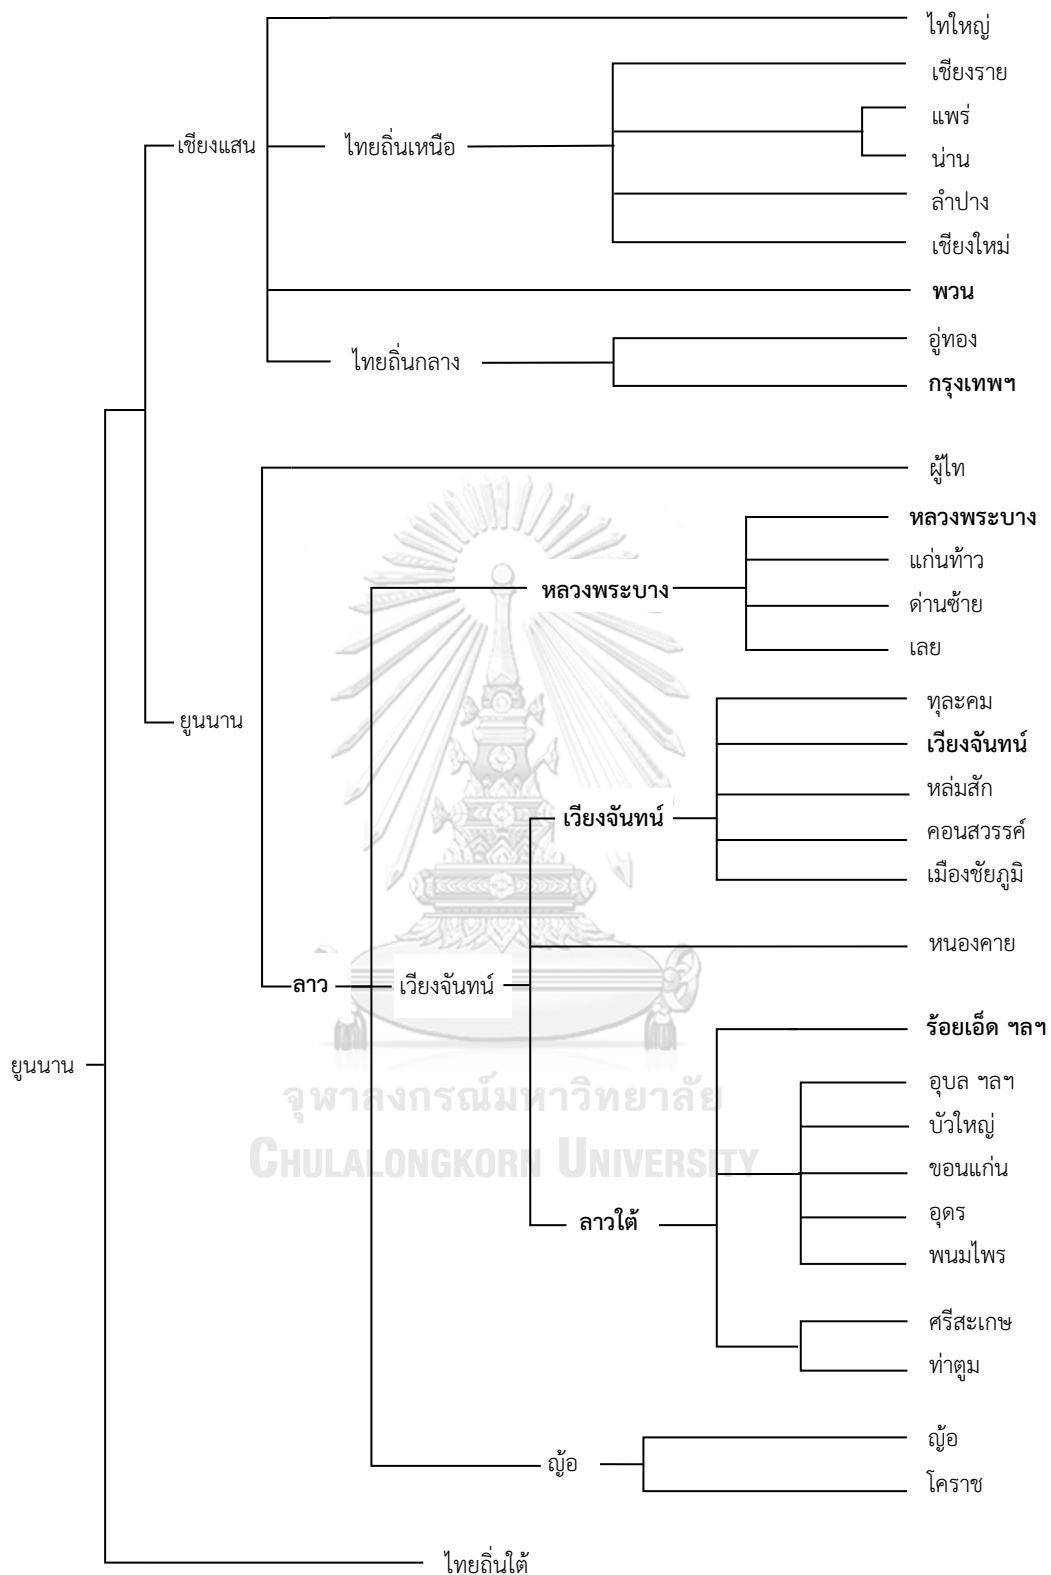 ไทใหญ่
เชียงราย
แพร่
เชียงแสน
ไทยถิ่นเหนือ
น่าน
ลำปาง
เชียงใหม่
พวน
อู่ทอง
ไทยถิ่นกลาง
กรุงเทพฯ
ผู้ไท
หลวงพระบาง
แก่นท้าว
หลวงพระบาง
ด่านซ้าย
เลย
ทุละคม
ยูนนาน
เวียงจันทน์
หล่มสัก
เวียงจันทน์
คอนสวรรค์
เมืองชัยภูมิ
หนองคาย
ลาว
เวียงจันทน์
ร้อยเอ็ด ฯลฯ
ยูนนาน
อุบล ฯลฯ
จุฬาลงกรณ์มหาวิทยาลัย
บัวใหญ่
CHULALONGKORN UNIVERSITY
ขอนแก่น
อุดร
ลาวใต้
พนมไพร
ศรีสะเกษ
ท่าตูม
ญ้อ
ญ้อ
โคราช
ไทยถิ่นใต้